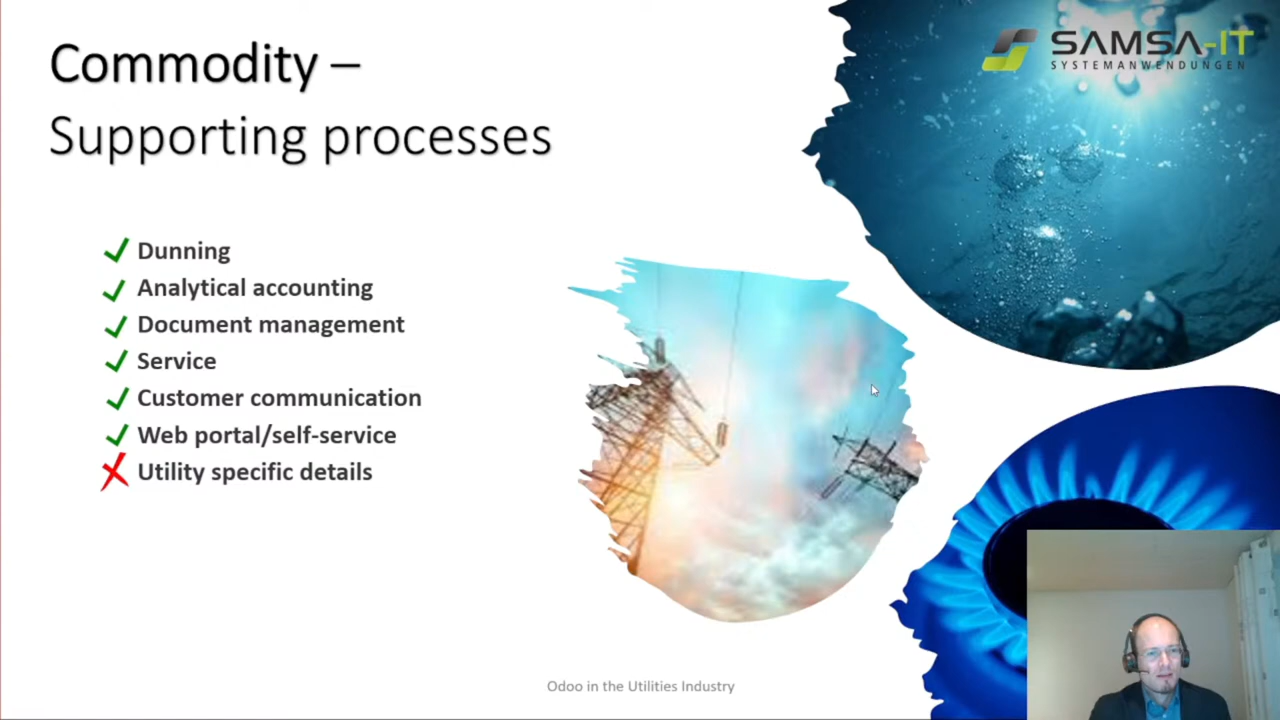 Commodity –
Supporting processes
SAMSA-IT
SYSTEMANWENDUNGEN
Dunning
Analytical accounting
Document management
Service
Customer communication
Web portal/self-service
Utility specific details
Odoo in the Utilities Industry